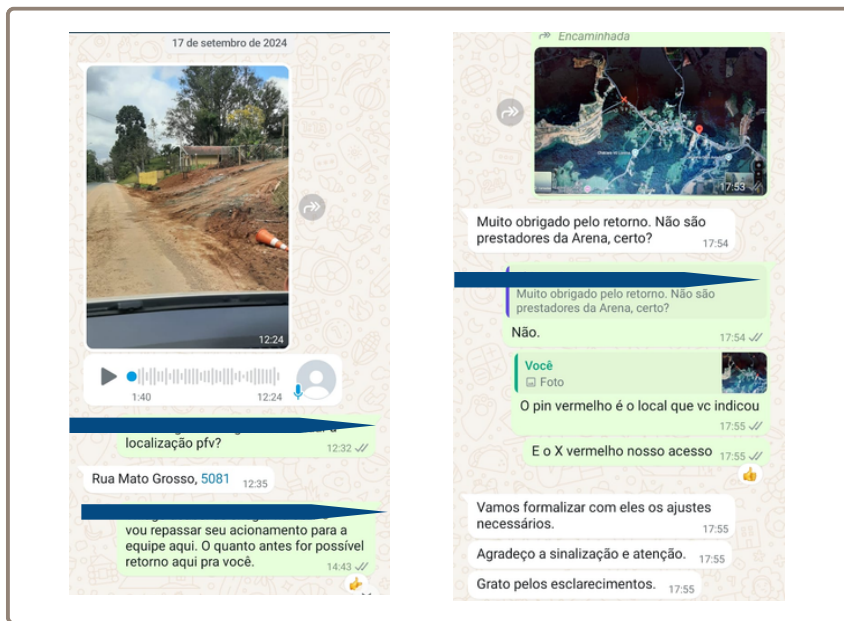 17 de setembro de 2024
12:24
1:40
12:24
localização pfv?
12:32
Rua Mato Grosso, 5081
12:35
vou repassar seu acionamento para a
equipe aqui. O quanto antes for possível
retorno aqui pra você.
14:43
Encaminhada
17:53
Muito obrigado pelo retorno. Não são
prestadores da Arena, certo?
17:54
Muito obrigado pelo retorno. Não são
prestadores da Arena, certo?
Não.
17:54
Você
Foto
O pin vermelho é o local que vc indicou
17:55
E o X vermelho nosso acesso
17:55
Vamos formalizar com eles os ajustes
necessários.
17:55
Agradeço a sinalização e atenção.
17:55
Grato pelos esclarecimentos.
17:55